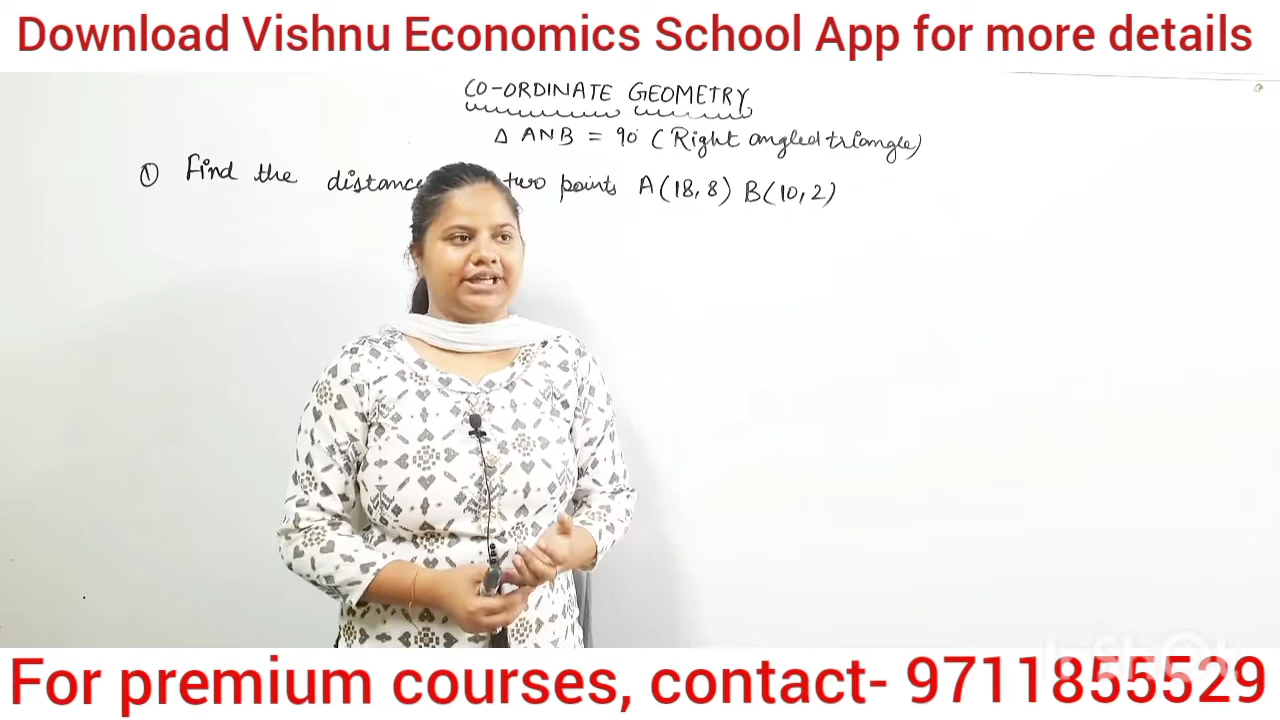 Download Vishnu Economics School App for more details
CO-ORDINATE GEOMETRY
Δ ANB = 90° (Right angled triangle)
① Find the distance two points A(18,8) B(10,2)
For premium courses, contact- 9711855529